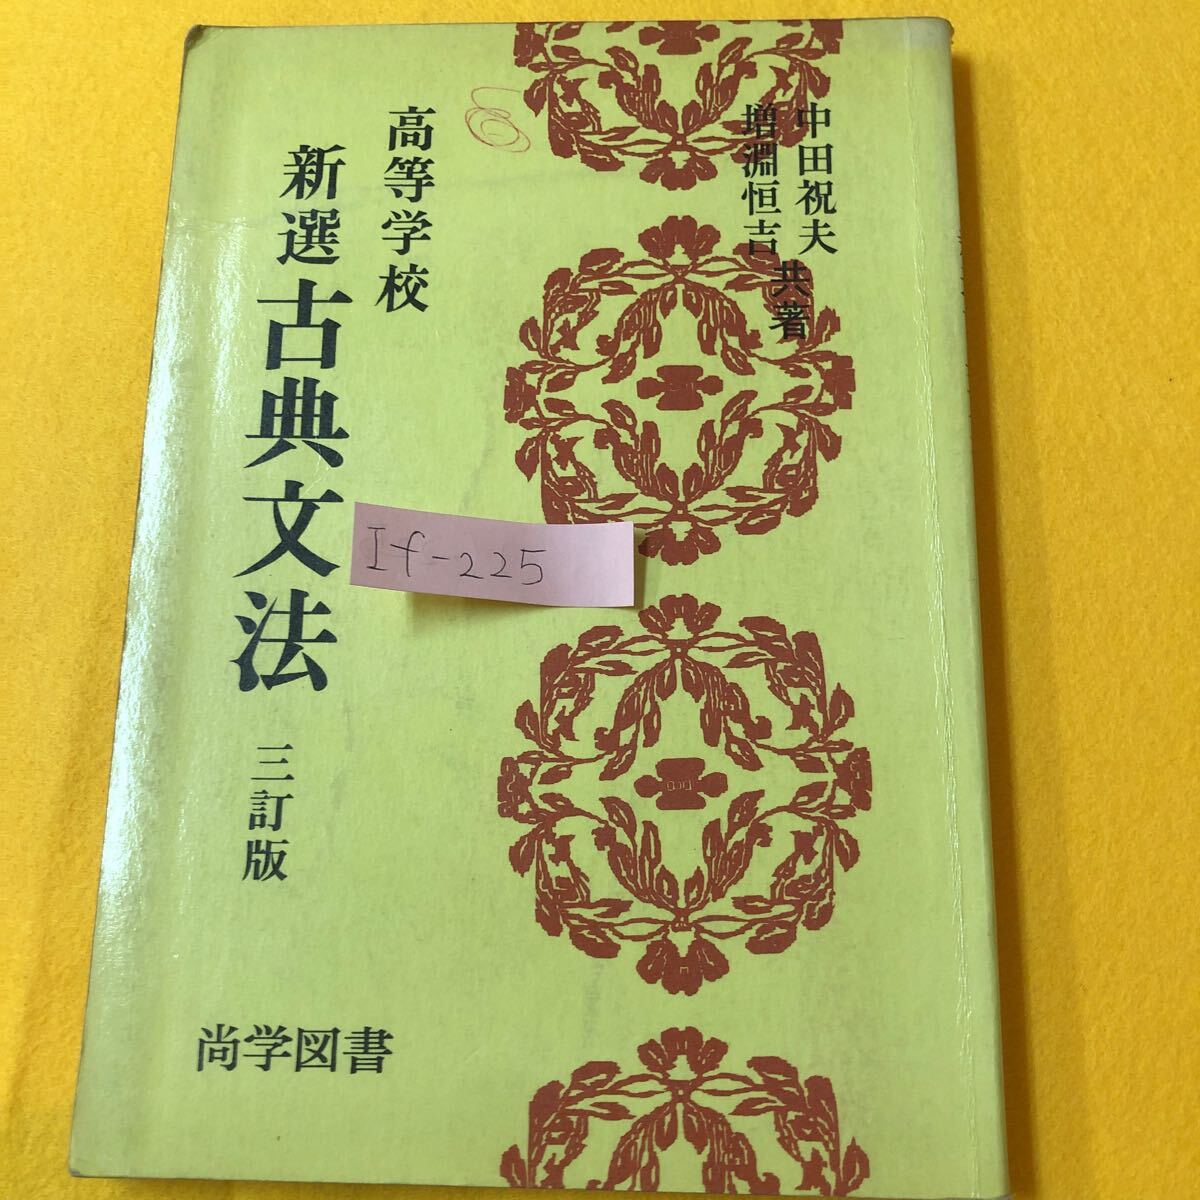 中田祝夫
増淵恒吉
共著
高等学校
新選古典文法
三訂版
尚学図書
If-225